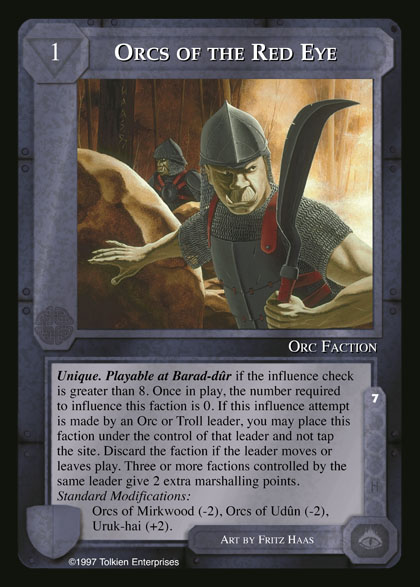 1
ORCS OF THE RED EYE
ORC FACTION
Unique. Playable at Barad-dûr if the influence check
is greater than 8. Once in play, the number required
to influence this faction is 0. If this influence attempt
is made by an Orc or Troll leader, you may place this
faction under the control of that leader and not tap
the site. Discard the faction if the leader moves or
leaves play. Three or more factions controlled by the
same leader give 2 extra marshalling points.
Standard Modifications:
Orcs of Mirkwood (-2), Orcs of Udûn (-2),
Uruk-hai (+2).
7
H
ART BY FRITZ HAAS
©1997 Tolkien Enterprises